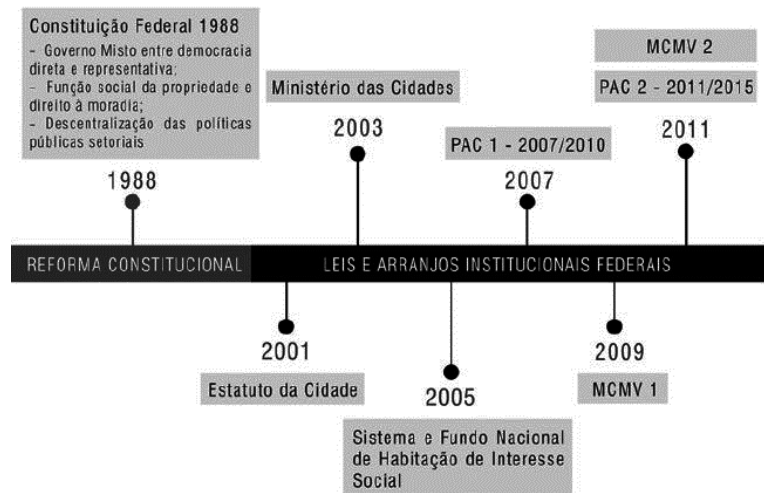 Constituição Federal 1988
- Governo Misto entre democracia
direta e representativa;
- Função social da propriedade e
direito à moradia;
- Descentralização das políticas
públicas setoriais
1988
Ministério das Cidades
2003
PAC 1 - 2007/2010
2007
MCMV 2
PAC 2 - 2011/2015
2011
REFORMA CONSTITUCIONAL
LEIS E ARRANJOS INSTITUCIONAIS FEDERAIS
2001
Estatuto da Cidade
2005
Sistema e Fundo Nacional
de Habitação de Interesse
Social
2009
MCMV 1